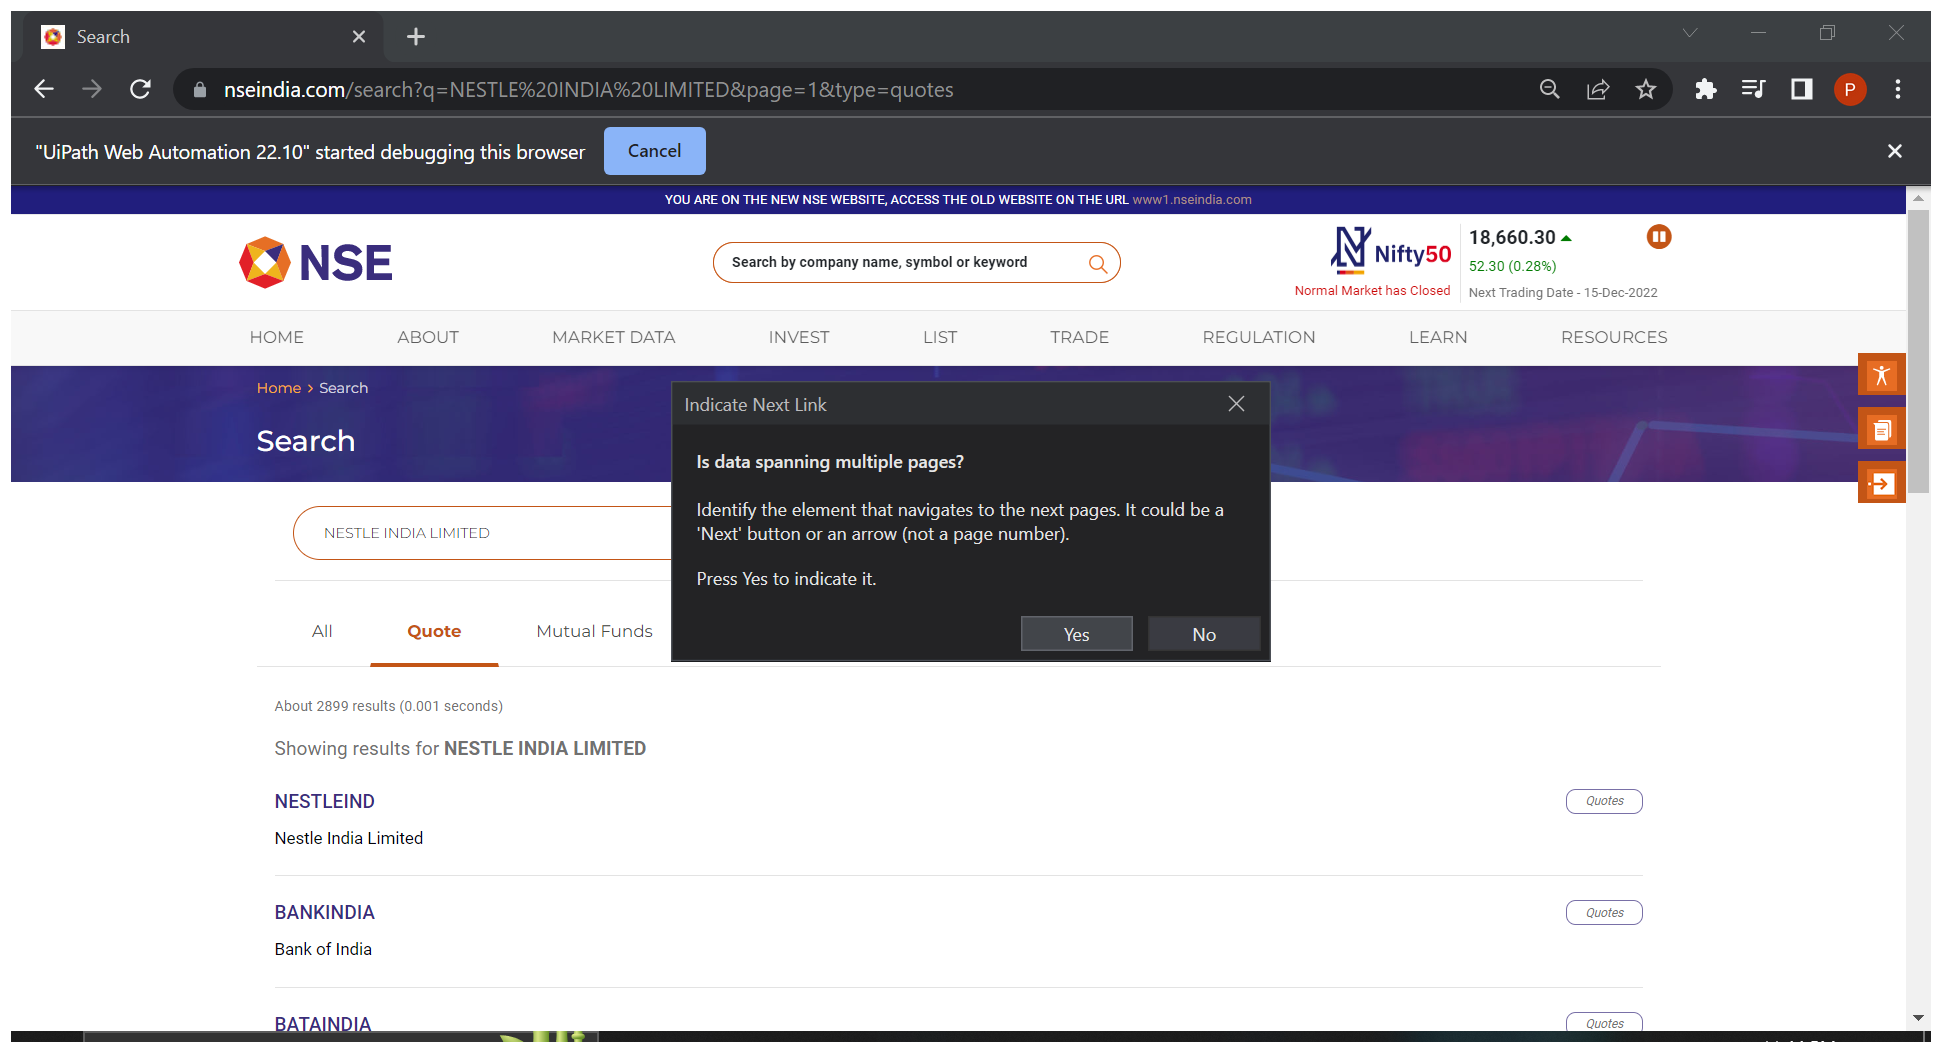 Search
nseindia.com/search?q=NESTLE%20INDIA%20LIMITED&page=1&type=quotes
P
"UiPath Web Automation 22.10" started debugging this browser
Cancel
YOU ARE ON THE NEW NSE WEBSITE, ACCESS THE OLD WEBSITE ON THE URL www1.nseindia.com
NSE
Search by company name, symbol or keyword
Nifty50
Normal Market has Closed
18,660.30
52.30 (0.28%)
Next Trading Date - 15-Dec-2022
HOME ABOUT MARKET DATA INVEST LIST TRADE REGULATION LEARN RESOURCES
Home > Search
Search
Indicate Next Link
Is data spanning multiple pages?
Identify the element that navigates to the next pages. It could be a
'Next' button or an arrow (not a page number).
Press Yes to indicate it.
Yes No
NESTLE INDIA LIMITED
All Quote Mutual Funds
About 2899 results (0.001 seconds)
Showing results for NESTLE INDIA LIMITED
NESTLEIND Quotes
Nestle India Limited
BANKINDIA Quotes
Bank of India
BATAINDIA Quotes